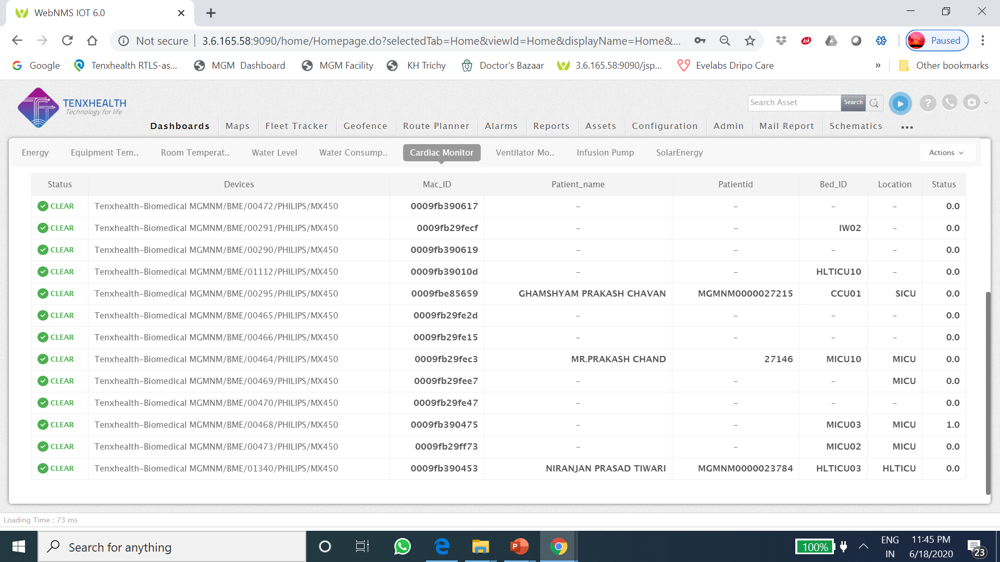 WebNMS IOT 6.0
Not secure 3.6.165.58:9090/home/Homepage.do?selectedTab=Home&viewId=Home&displayName=Home&... Paused
Google Tenxhealth RTLS-as... MGM Dashboard MGM Facility KH Trichy Doctor's Bazaar 3.6.165.58:9090/jsp... Evelabs Dripo Care » Other bookmarks
TENXHEALTH
Technology for life
Search Asset Search
Dashboards Maps Fleet Tracker Geofence Route Planner Alarms Reports Assets Configuration Admin Mail Report Schematics ...
Energy Equipment Tem.. Room Temperat.. Water Level Water Consump.. Cardiac Monitor Ventilator Mo.. Infusion Pump SolarEnergy Actions
Status Devices Mac_ID Patient_name Patientid Bed_ID Location Status
CLEAR Tenxhealth-Biomedical MGMNM/BME/00472/PHILIPS/MX450 0009fb390617 - - - - 0.0
CLEAR Tenxhealth-Biomedical MGMNM/BME/00291/PHILIPS/MX450 0009fb29fecf - - IW02 - 0.0
CLEAR Tenxhealth-Biomedical MGMNM/BME/00290/PHILIPS/MX450 0009fb390619 - - - - 0.0
CLEAR Tenxhealth-Biomedical MGMNM/BME/01112/PHILIPS/MX450 0009fb39010d - - HLTICU10 - 0.0
CLEAR Tenxhealth-Biomedical MGMNM/BME/00295/PHILIPS/MX450 0009fbe85659 GHAMSHYAM PRAKASH CHAVAN MGMNM0000027215 CCU01 SICU 0.0
CLEAR Tenxhealth-Biomedical MGMNM/BME/00465/PHILIPS/MX450 0009fb29fe2d - - - - 0.0
CLEAR Tenxhealth-Biomedical MGMNM/BME/00466/PHILIPS/MX450 0009fb29fe15 - - - - 0.0
CLEAR Tenxhealth-Biomedical MGMNM/BME/00464/PHILIPS/MX450 0009fb29fec3 MR.PRAKASH CHAND 27146 MICU10 MICU 0.0
CLEAR Tenxhealth-Biomedical MGMNM/BME/00469/PHILIPS/MX450 0009fb29fee7 - - - MICU 0.0
CLEAR Tenxhealth-Biomedical MGMNM/BME/00470/PHILIPS/MX450 0009fb29fe47 - - - - 0.0
CLEAR Tenxhealth-Biomedical MGMNM/BME/00468/PHILIPS/MX450 0009fb390475 - - MICU03 MICU 1.0
CLEAR Tenxhealth-Biomedical MGMNM/BME/00473/PHILIPS/MX450 0009fb29ff73 - - MICU02 MICU 0.0
CLEAR Tenxhealth-Biomedical MGMNM/BME/01340/PHILIPS/MX450 0009fb390453 NIRANJAN PRASAD TIWARI MGMNM0000023784 HLTICU03 HLTICU 0.0
Loading Time : 73 ms
Search for anything 100% ENG 11:45 PM
IN 6/18/2020 23